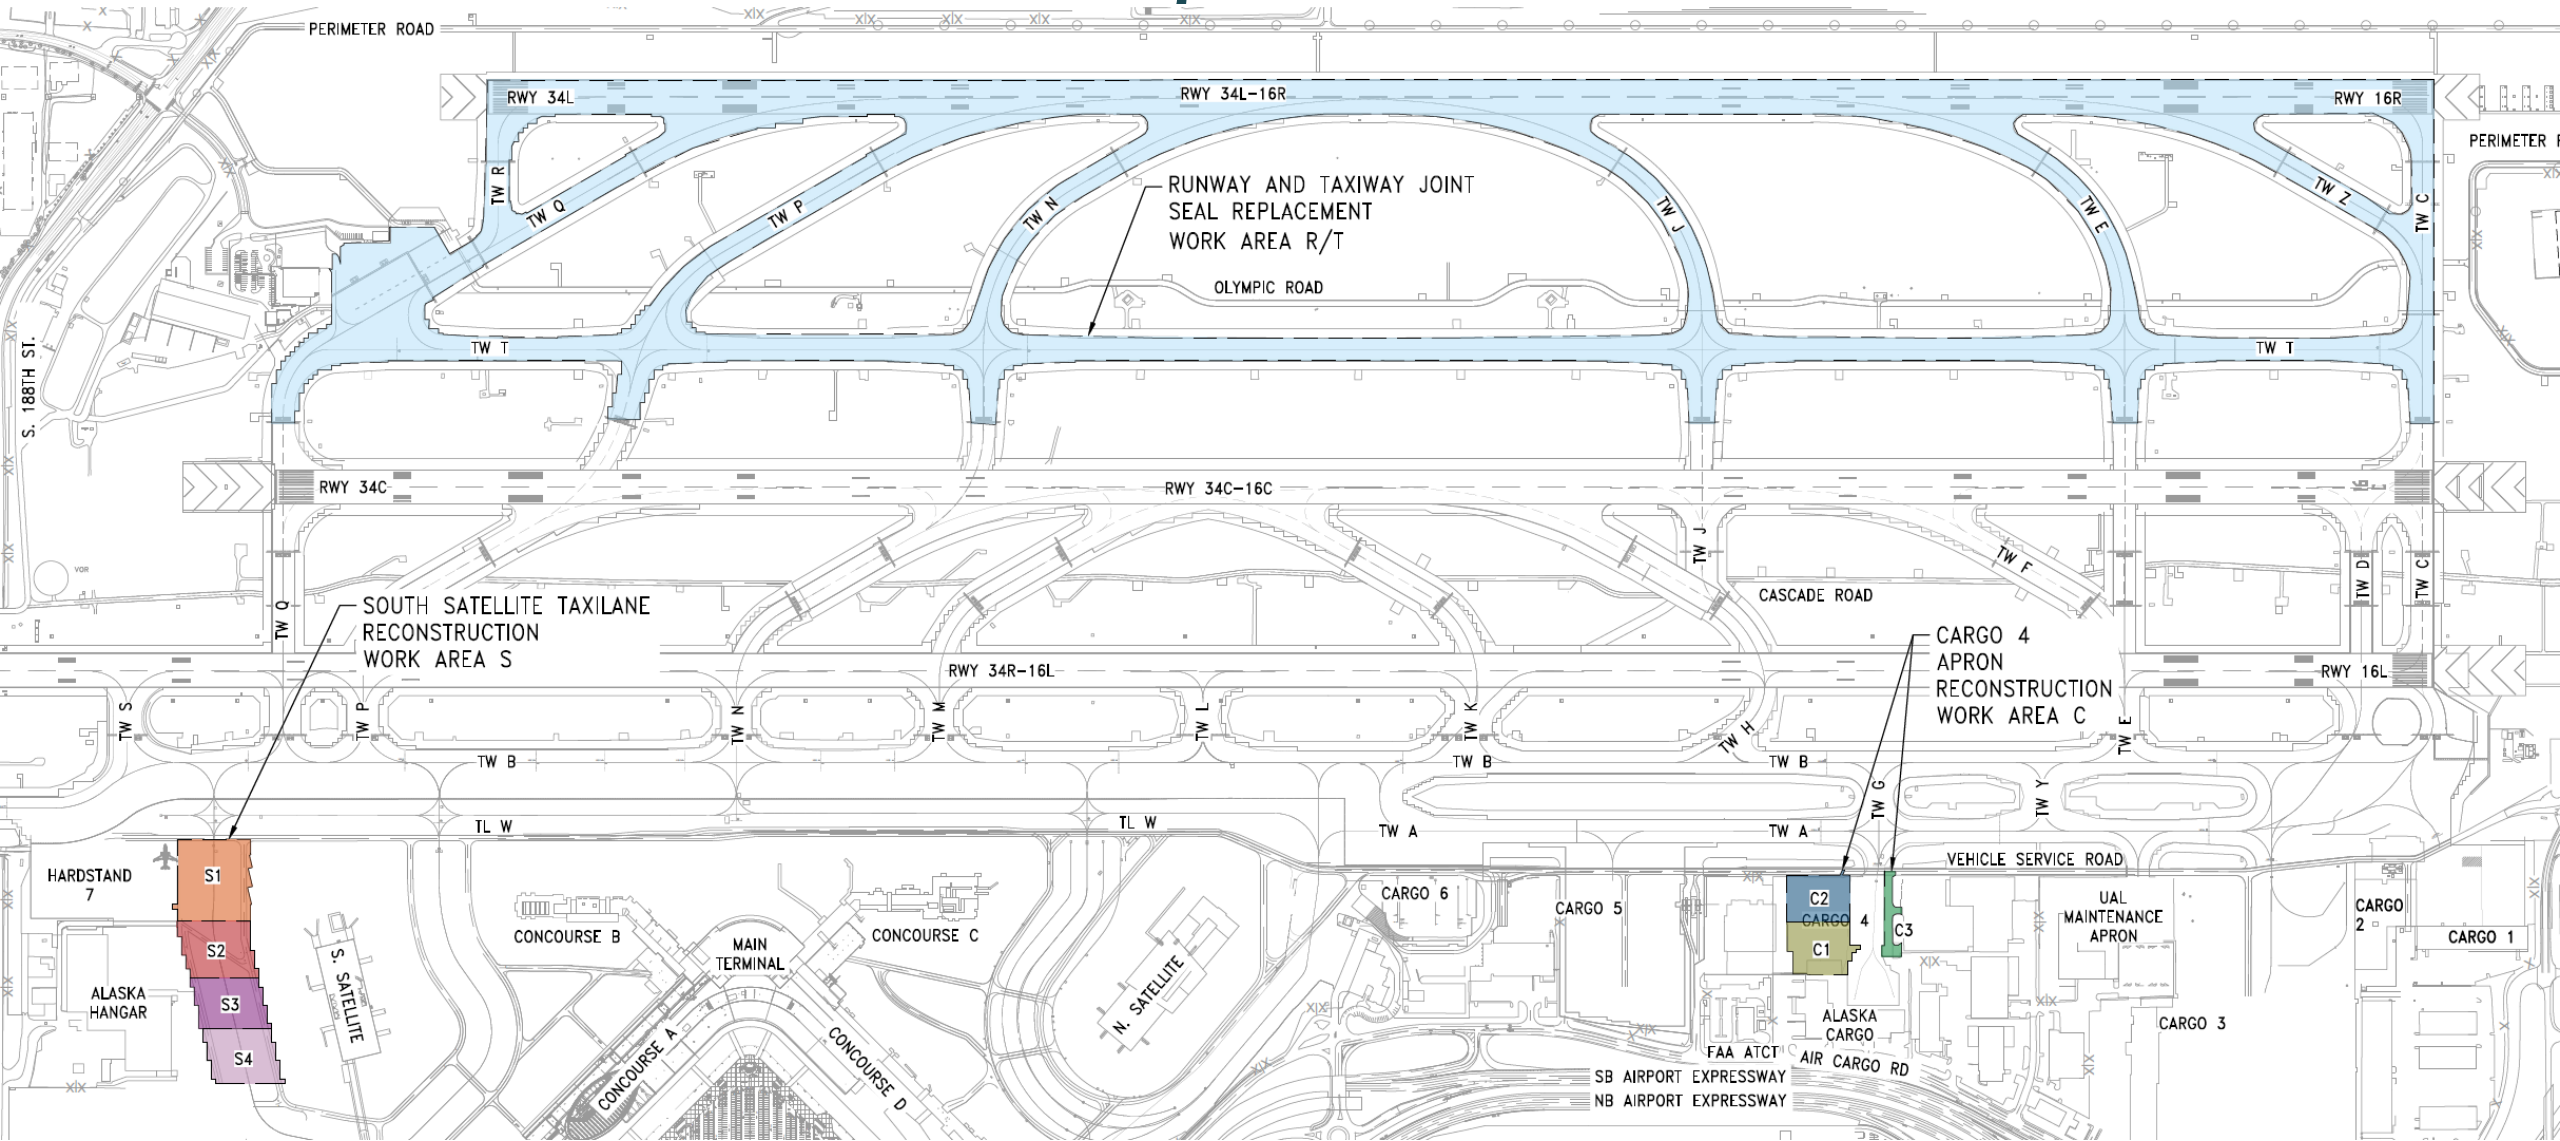 PERIMETER ROAD
RWY 34L
RWY 34L-16R
RWY 16R
PERIMETER
TW R
TW Q
TW P
TW N
RUNWAY AND TAXIWAY JOINT
SEAL REPLACEMENT
WORK AREA R/T
TW J
TW E
TW Z
TW C
OLYMPIC ROAD
S. 188TH ST.
TW T
TW T
RWY 34C
RWY 34C-16C
16
TW J
TW F
TW D
TW C
VOR
CASCADE ROAD
TW Q
SOUTH SATELLITE TAXILANE
RECONSTRUCTION
WORK AREA S
CARGO 4
APRON
RECONSTRUCTION
WORK AREA C
RWY 34R-16L
RWY 16L
TW S
TW P
TW N
TW M
TW L
TW K
TW H
TW E
TW B
TW B
TW B
TW G
TW Y
TL W
TL W
TW A
TW A
VEHICLE SERVICE ROAD
HARDSTAND
7
S1
S2
S3
S4
ALASKA
HANGAR
S. SATELLITE
CONCOURSE B
MAIN
TERMINAL
CONCOURSE C
CONCOURSE A
CONCOURSE D
N. SATELLITE
CARGO 6
CARGO 5
C2
CARGO 4
C1
C3
UAL
MAINTENANCE
APRON
CARGO
2
CARGO 1
CARGO 3
ALASKA
CARGO
FAA ATCT
AIR CARGO RD
SB AIRPORT EXPRESSWAY
NB AIRPORT EXPRESSWAY